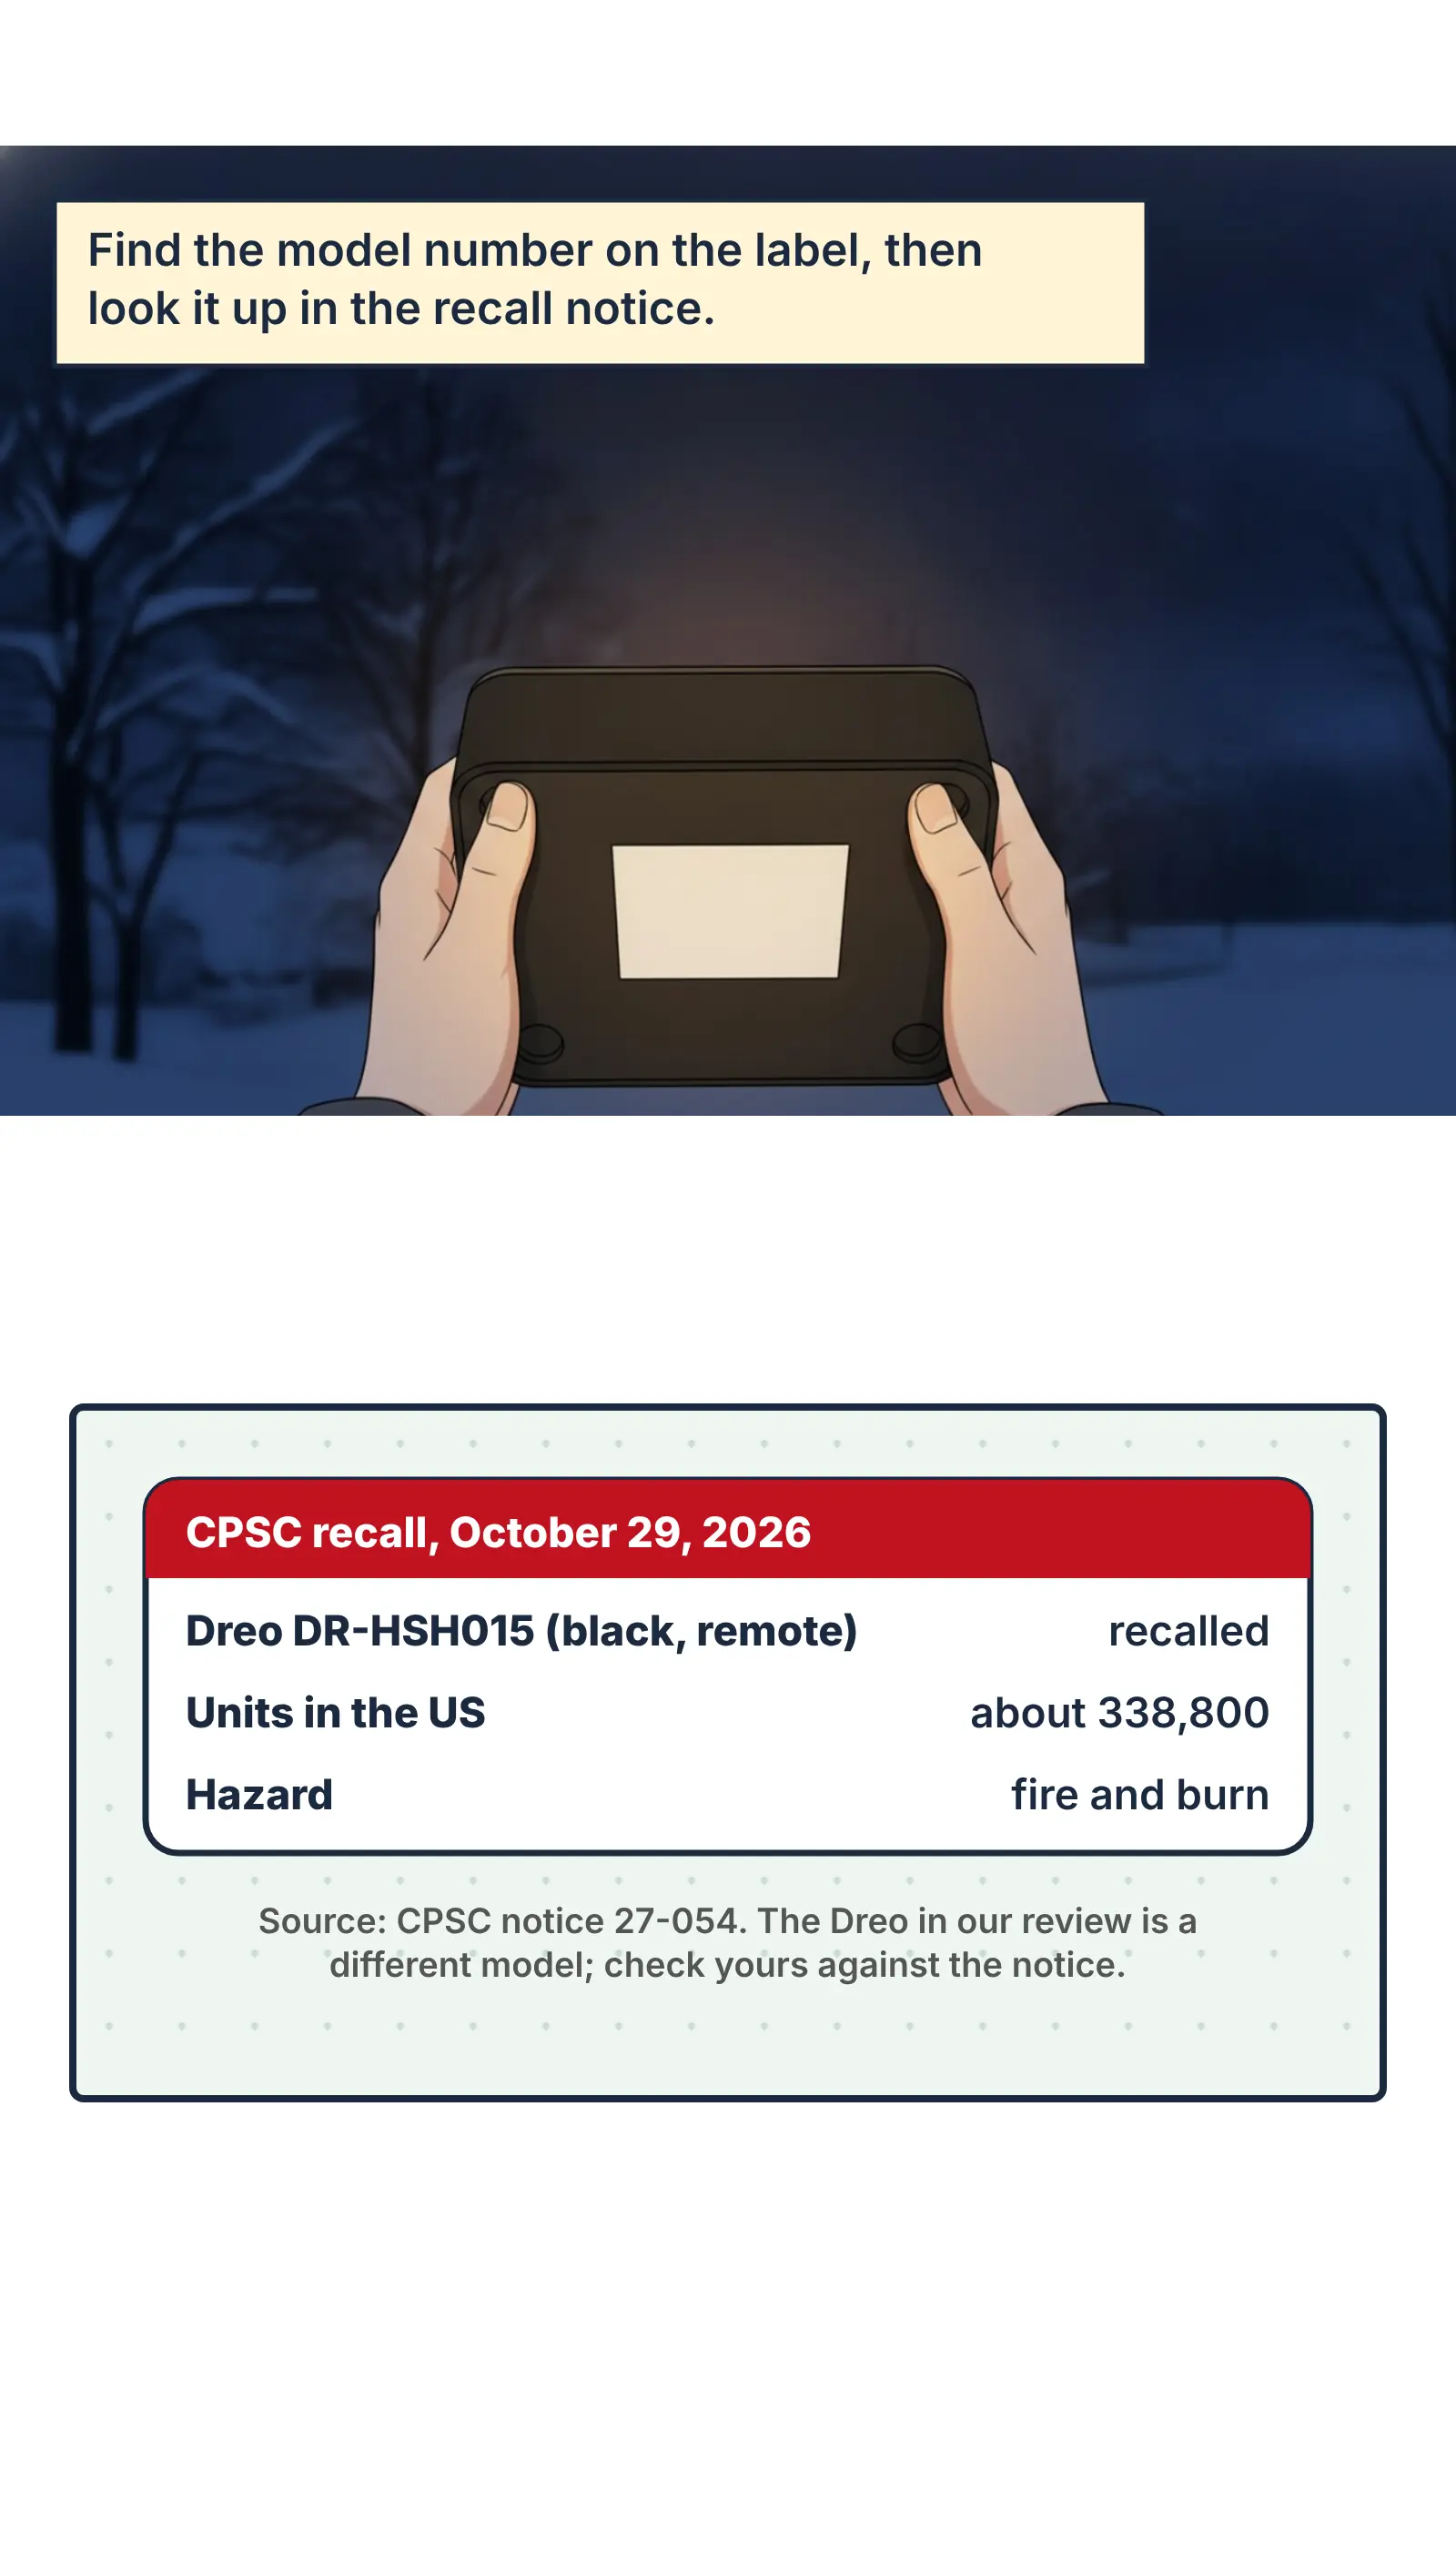 Find the model number on the label, then
look it up in the recall notice.
CPSC recall, October 29, 2026
Dreo DR-HSH015 (black, remote) recalled
Units in the US about 338,800
Hazard fire and burn
Source: CPSC notice 27-054. The Dreo in our review is a
different model; check yours against the notice.